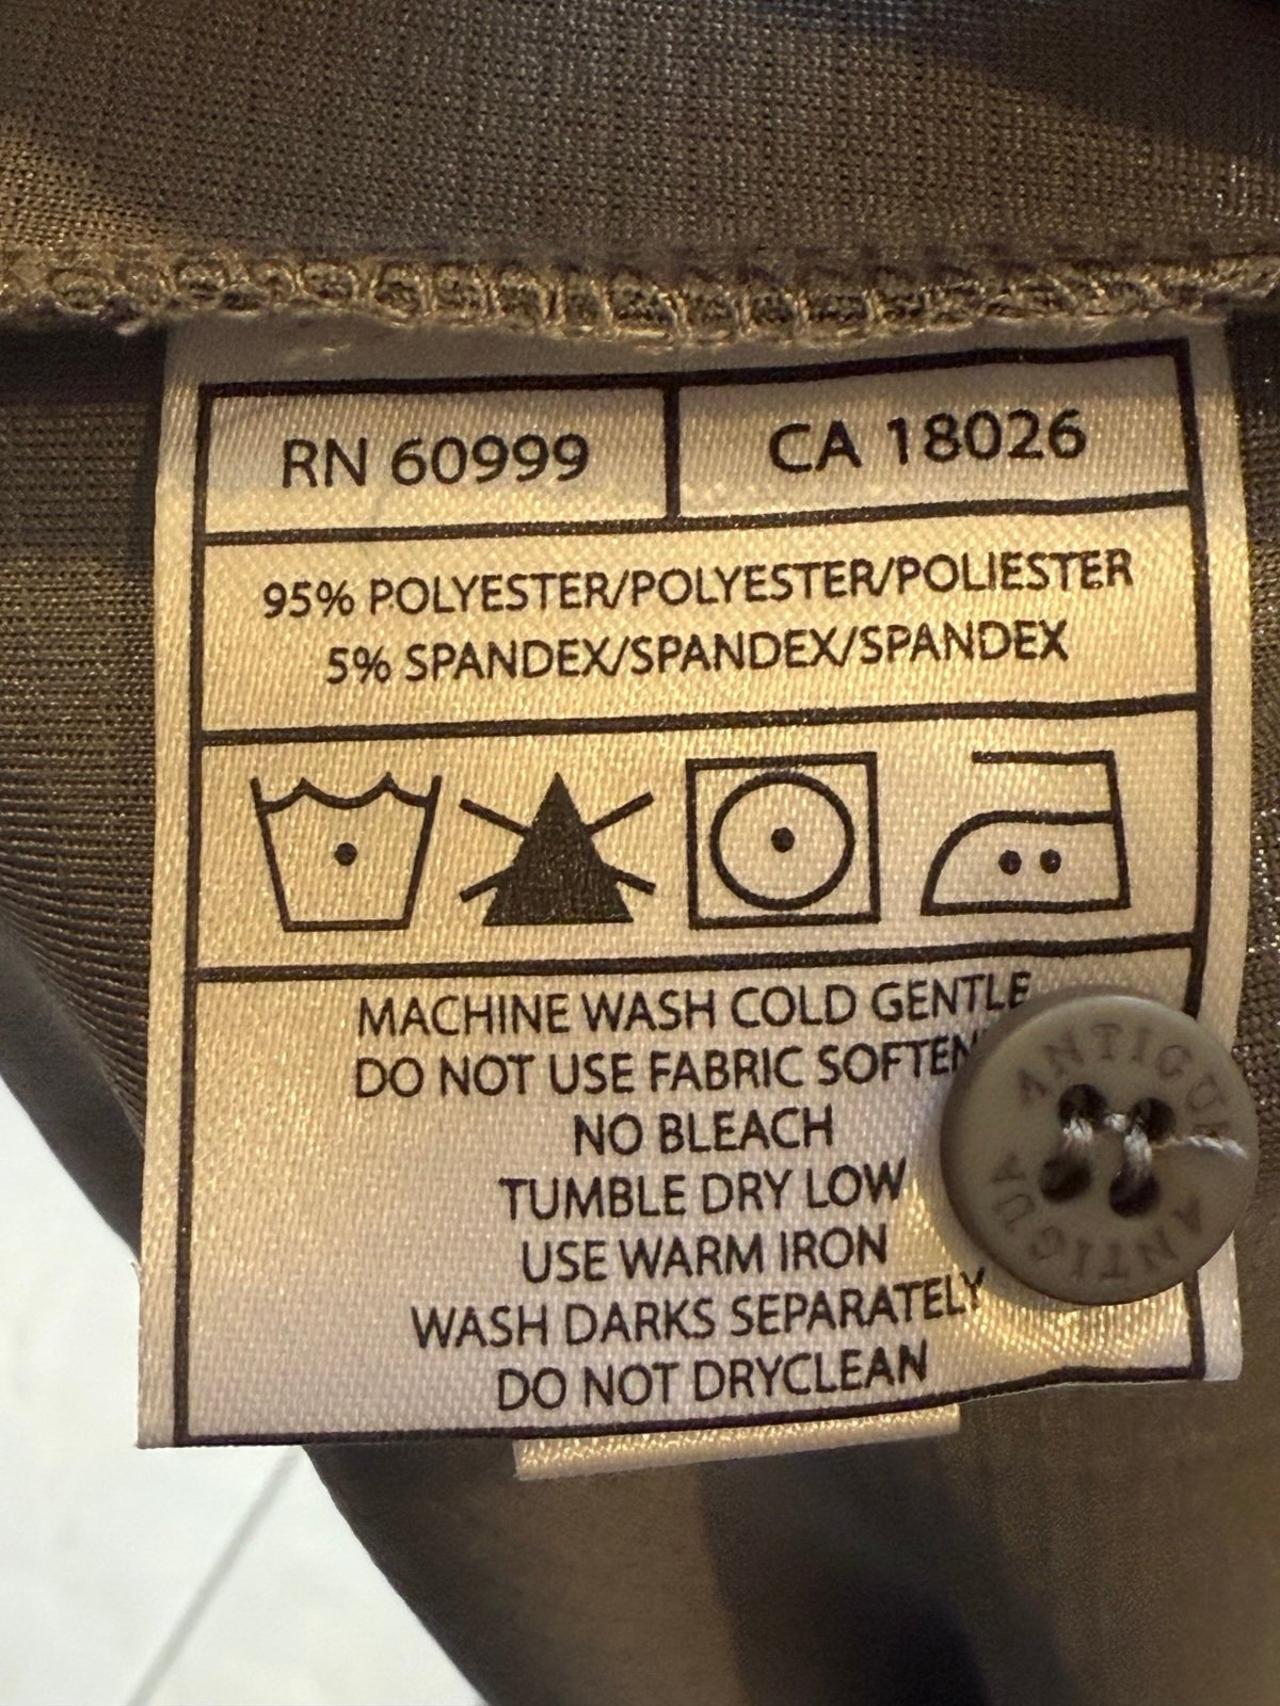 RN 60999
CA 18026
95% POLYESTER/POLYESTER/POLIESTER
5% SPANDEX/SPANDEX/SPANDEX
MACHINE WASH COLD GENTLE
DO NOT USE FABRIC
NO BLEACH
TUMBLE DRY LOW
USE WARM IRON
WASH DARKS SEPARATELY
DO NOT DRYCLEAN
ANTIGUA
ANTIGUA